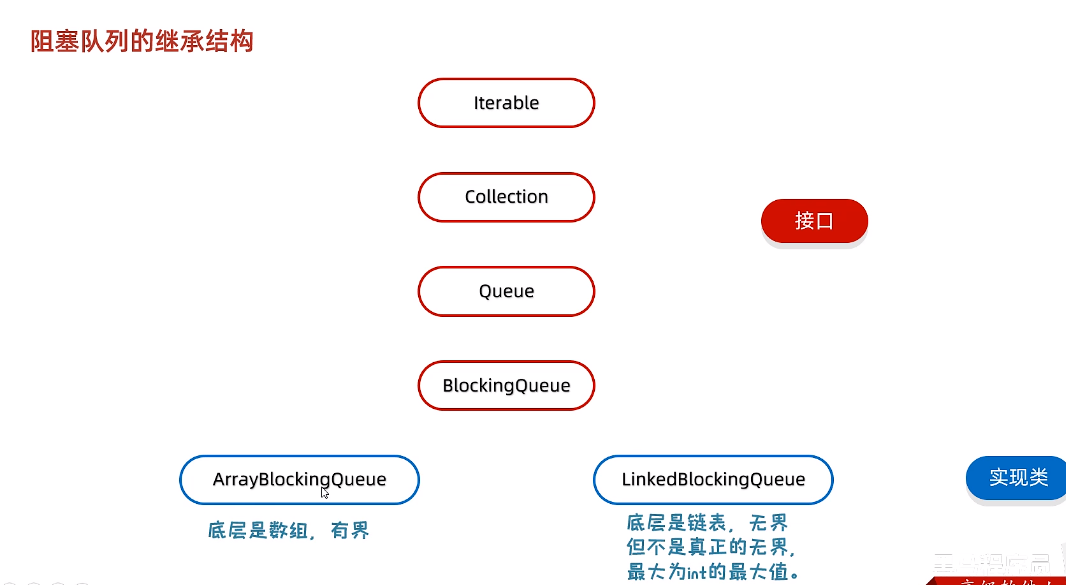 阻塞队列的继承结构
Iterable
Collection
接口
Queue
BlockingQueue
ArrayBlockingQueue
LinkedBlockingQueue
实现类
底层是数组，有界
底层是链表，无界
但不是真正的无界，
最大为int的最大值。